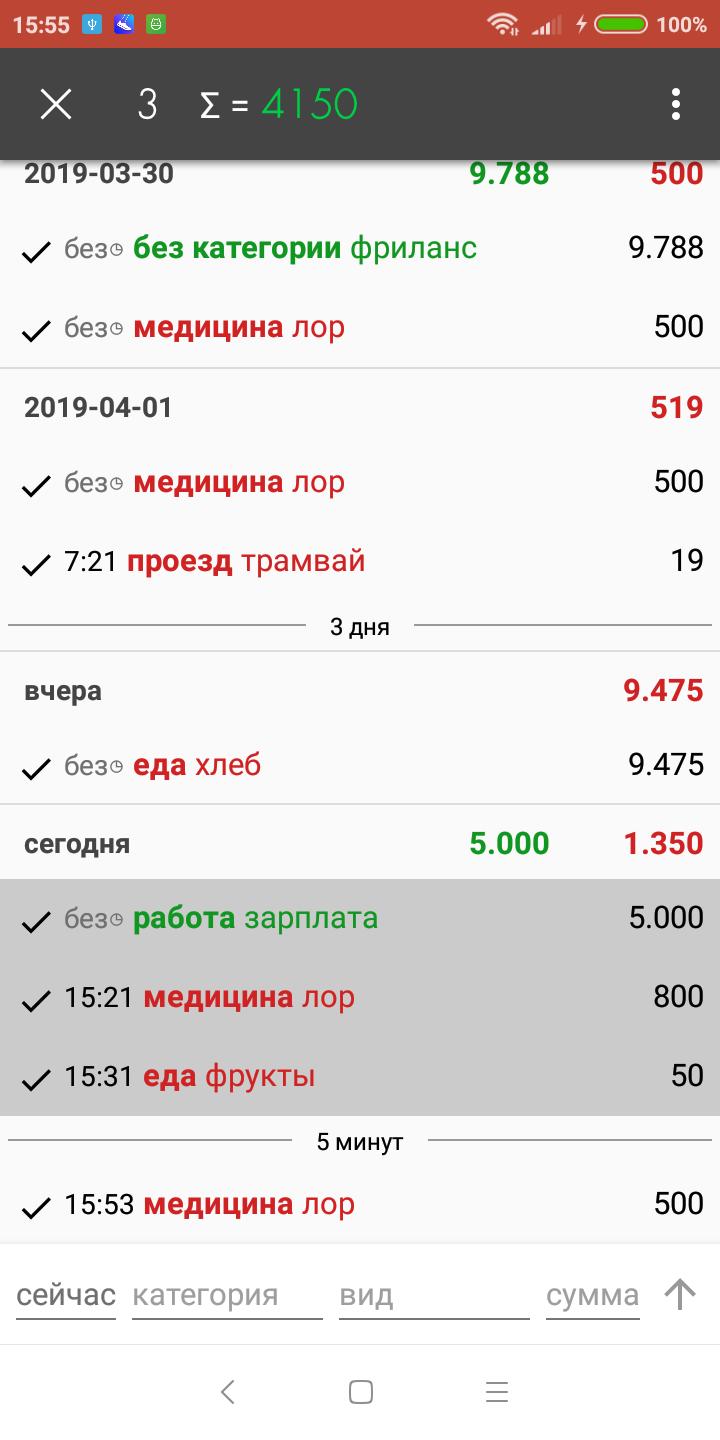 15:55 100%
3 Σ = 4150
2019-03-30 9.788 500
без без категории фриланс 9.788
без медицина лор 500
2019-04-01 519
без медицина лор 500
7:21 проезд трамвай 19
3 дня
вчера 9.475
без еда хлеб 9.475
сегодня 5.000 1.350
без работа зарплата 5.000
15:21 медицина лор 800
15:31 еда фрукты 50
5 минут
15:53 медицина лор 500
сейчас категория вид сумма